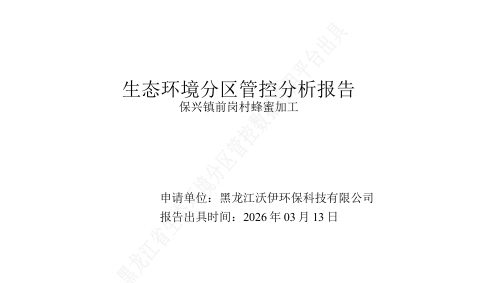 生态环境分区管控分析报告
保兴镇前岗村蜂蜜加工
申请单位：黑龙江沃伊环保科技有限公司
报告出具时间：2026 年 03 月 13 日